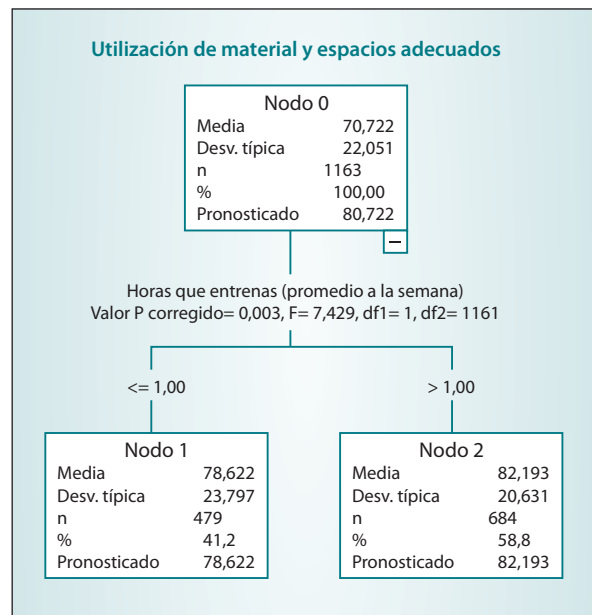 Utilización de material y espacios adecuados
Nodo 0
Media 70,722
Desv. típica 22,051
n 1163
% 100,00
Pronosticado 80,722
Horas que entrenas (promedio a la semana)
Valor P corregido= 0,003, F= 7,429, df1= 1, df2= 1161
<= 1,00
> 1,00
Nodo 1
Media 78,622
Desv. típica 23,797
n 479
% 41,2
Pronosticado 78,622
Nodo 2
Media 82,193
Desv. típica 20,631
n 684
% 58,8
Pronosticado 82,193